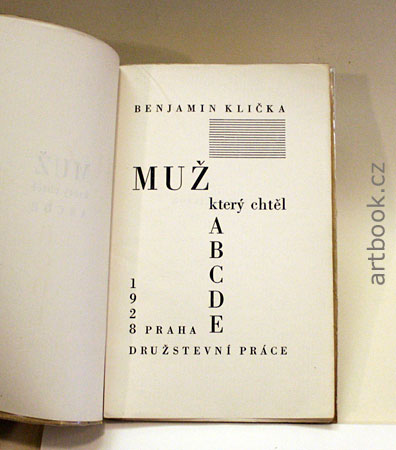 BENJAMIN KLIČKA
MUŽ
který chtěl
A
B
C
D
E
1
9
2
8 PRAHA
DRUŽSTEVNÍ PRÁCE
artbook.cz